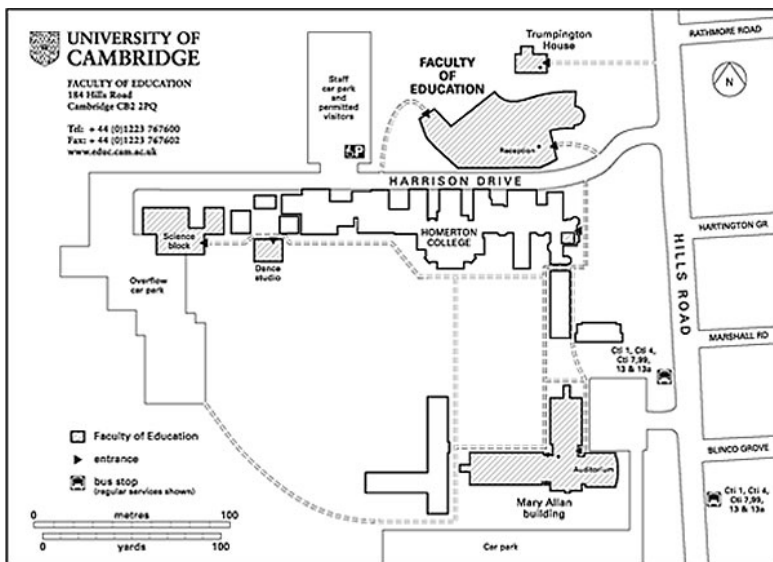 UNIVERSITY OF
CAMBRIDGE
FACULTY OF EDUCATION
184 Hills Road
Cambridge CB2 2PQ
Tel: + 44 (0)1223 767600
Fax: + 44 (0)1223 767602
www.educ.cam.ac.uk
Staff
car park
and
permitted
visitors
P
Trumpington
House
FACULTY
OF
EDUCATION
Reception
RATHMORE ROAD
N
HARRISON DRIVE
HOMERTON
COLLEGE
Science
block
Dance
studio
Overflow
car park
HARTINGTON GR
HILLS ROAD
MARSHALL RD
Cti 1, Cti 4,
Cti 7,99,
13 & 13a
BLINCO GROVE
Cti 1, Cti 4,
Cti 7,99,
13 & 13a
Auditorium
Mary Allan
building
Car park
Faculty of Education
entrance
bus stop
(regular services shown)
metres
0 100
yards
0 100